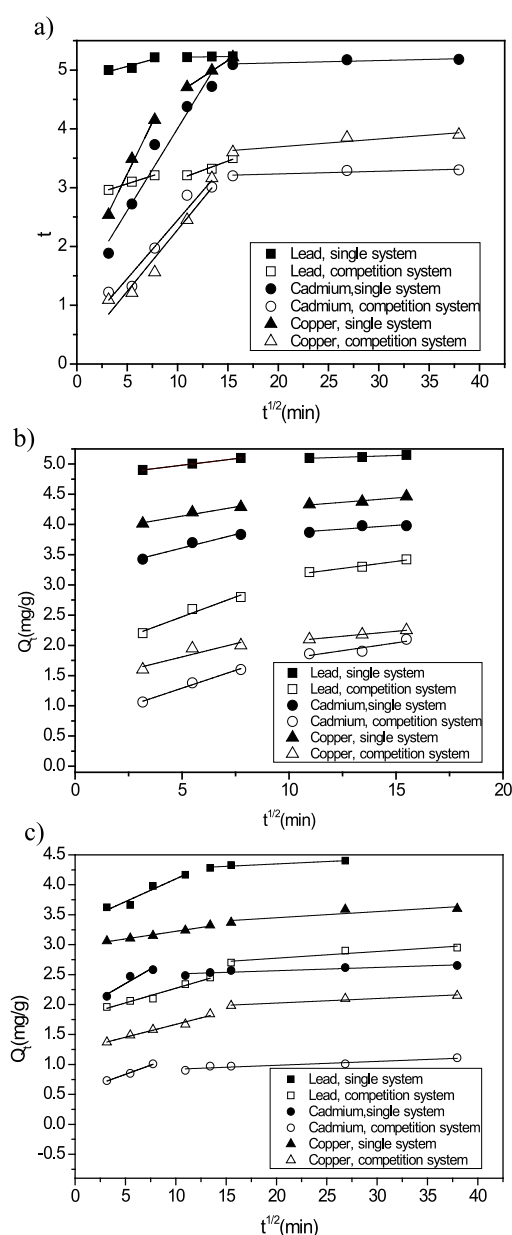 a)
5
4
3
2
1
0
t
Lead, single system
Lead, competition system
Cadmium,single system
Cadmium, competition system
Copper, single system
Copper, competition system
0 5 10 15 20 25 30 35 40
t1/2(min)
b)
5.0
4.5
4.0
3.5
3.0
2.5
2.0
1.5
1.0
0.5
0.0
Qt(mg/g)
Lead, single system
Lead, competition system
Cadmium,single system
Cadmium, competition system
Copper, single system
Copper, competition system
0 5 10 15 20
t1/2(min)
c)
4.5
4.0
3.5
3.0
2.5
2.0
1.5
1.0
0.5
0.0
-0.5
Qt(mg/g)
Lead, single system
Lead, competition system
Cadmium,single system
Cadmium, competition system
Copper, single system
Copper, competition system
0 5 10 15 20 25 30 35 40
t1/2(min)